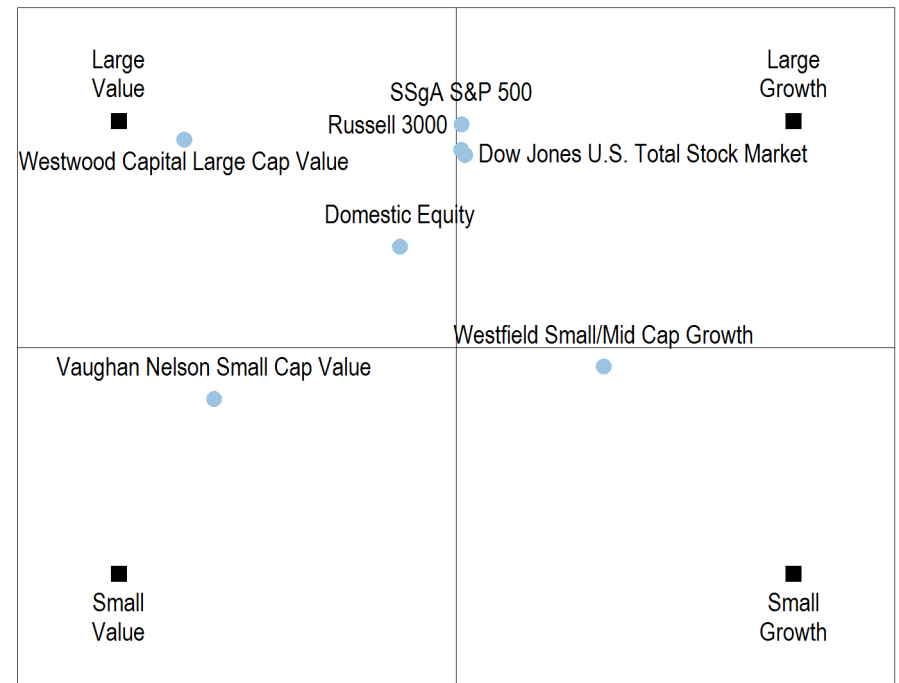 Large
Value
Large
Growth
SSgA S&P 500
Russell 3000
Dow Jones U.S. Total Stock Market
Westwood Capital Large Cap Value
Domestic Equity
Westfield Small/Mid Cap Growth
Vaughan Nelson Small Cap Value
Small
Value
Small
Growth